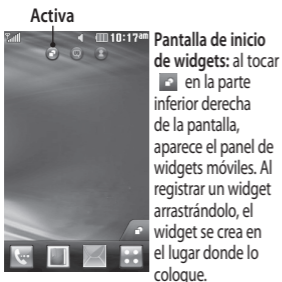 Activa
10:17am
Pantalla de inicio
de widgets: al tocar
en la parte
inferior derecha
de la pantalla,
aparece el panel de
widgets móviles. Al
registrar un widget
arrastrándolo, el
widget se crea en
el lugar donde lo
coloque.